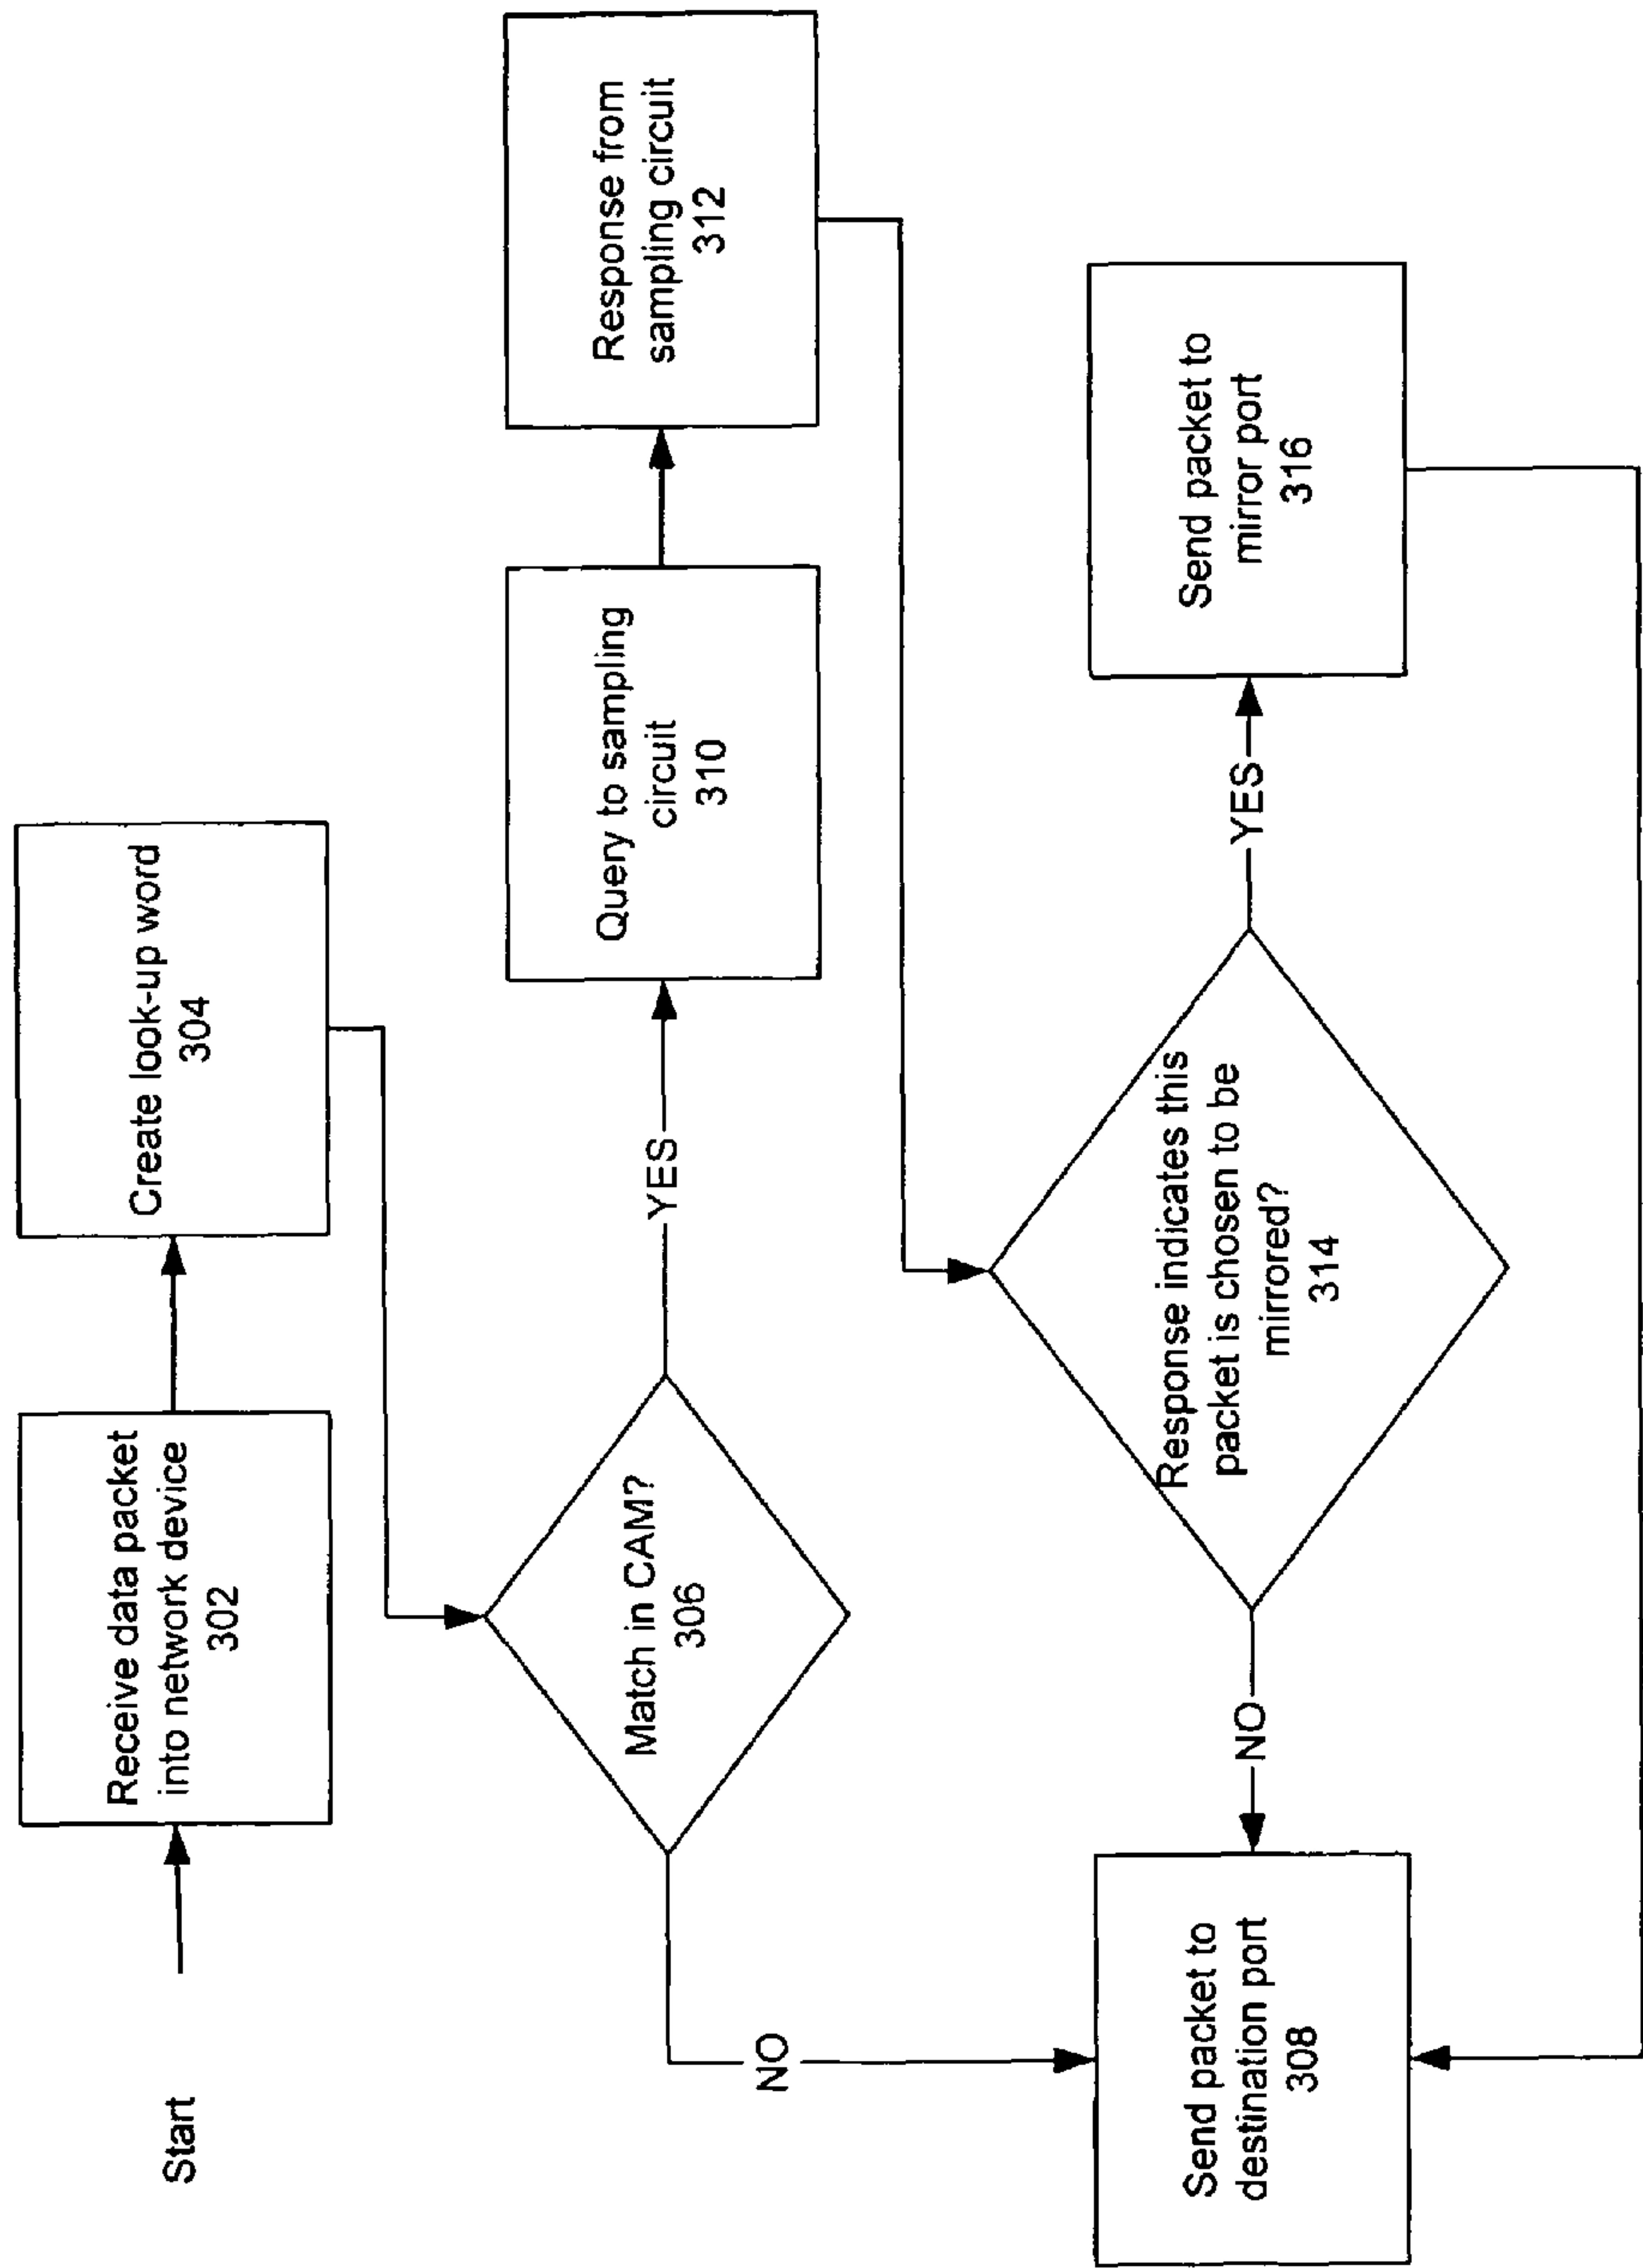 Start
Receive data packet
into network device
302
Create look-up word
304
Match in CAM?
306
YES
NO
Query to sampling
circuit
310
Response from
sampling circuit
312
Response indicates this
packet is chosen to be
mirrored?
314
YES
NO
Send packet to
mirror port
316
Send packet to
destination port
308